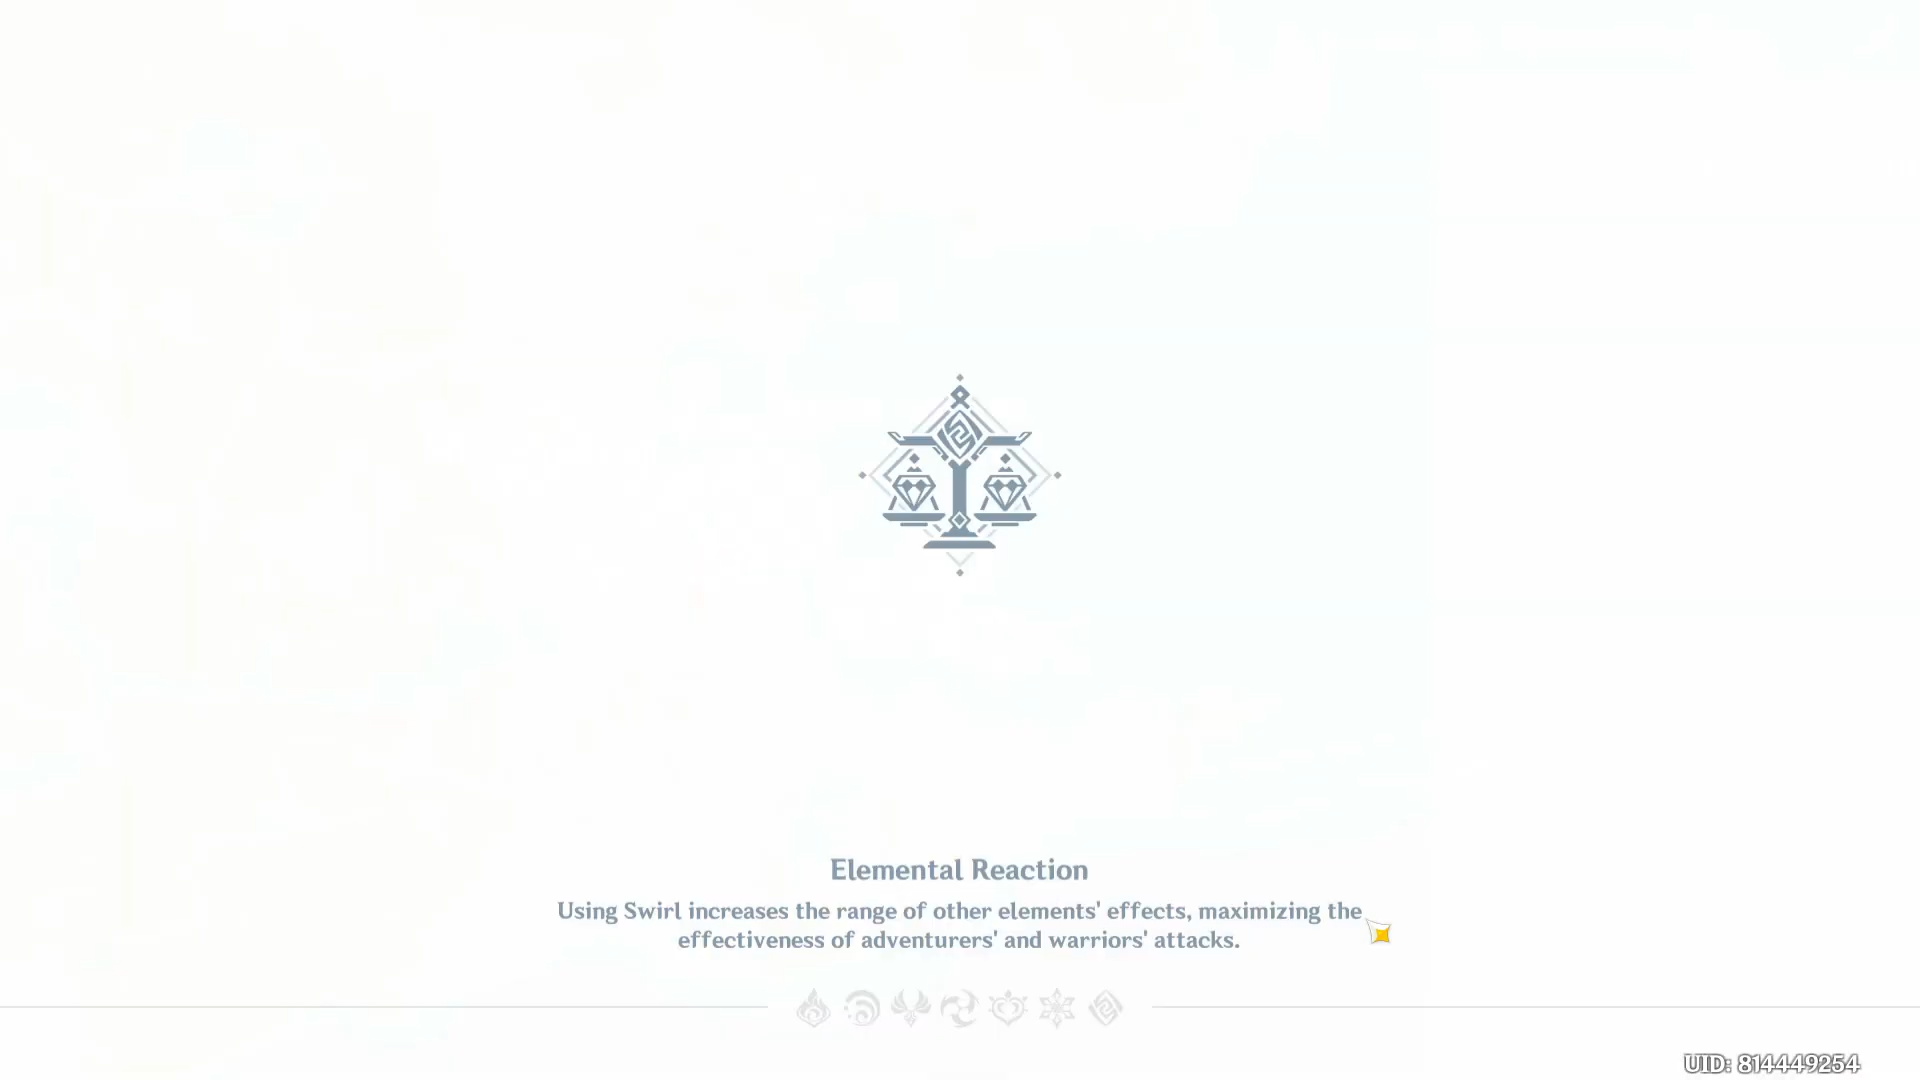 Elemental Reaction
Using Swirl increases the range of other elements' effects, maximizing the
effectiveness of adventurers' and warriors' attacks.
UID: 814449254